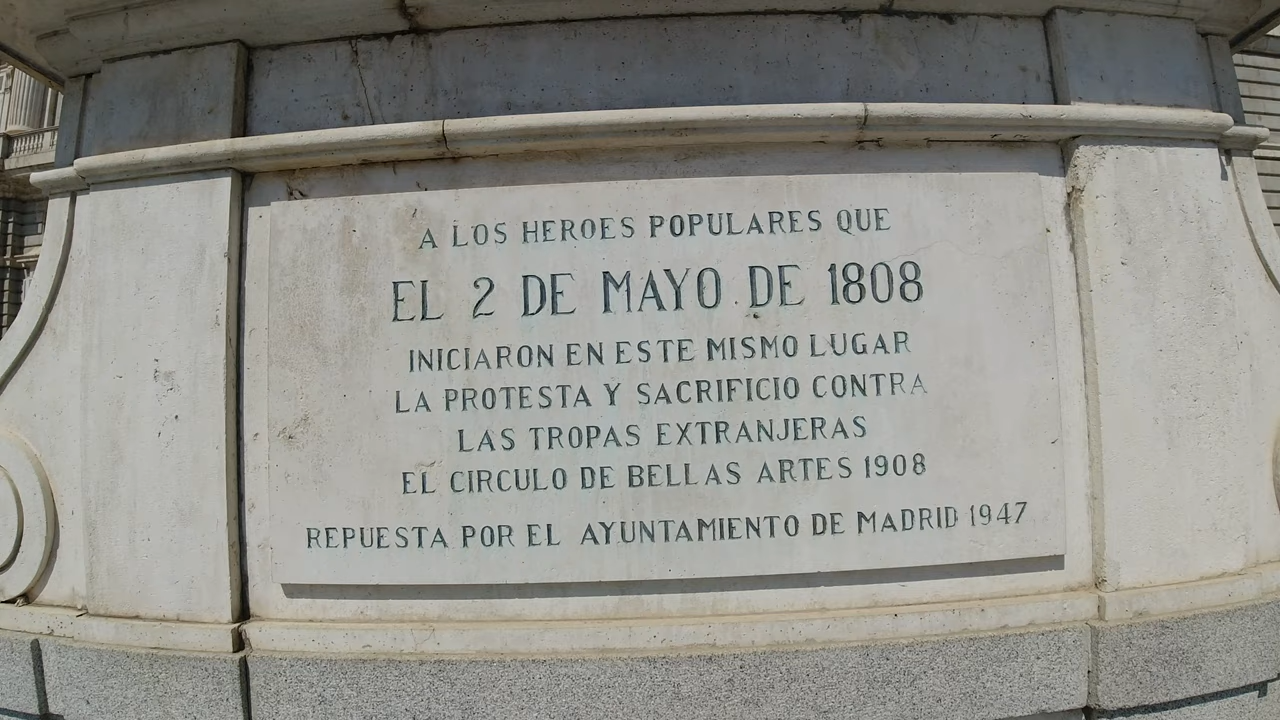 A LOS HEROES POPULARES QUE
EL 2 DE MAYO DE 1808
INICIARON EN ESTE MISMO LUGAR
LA PROTESTA Y SACRIFICIO CONTRA
LAS TROPAS EXTRANJERAS
EL CIRCULO DE BELLAS ARTES 1908
REPUESTA POR EL AYUNTAMIENTO DE MADRID 1947